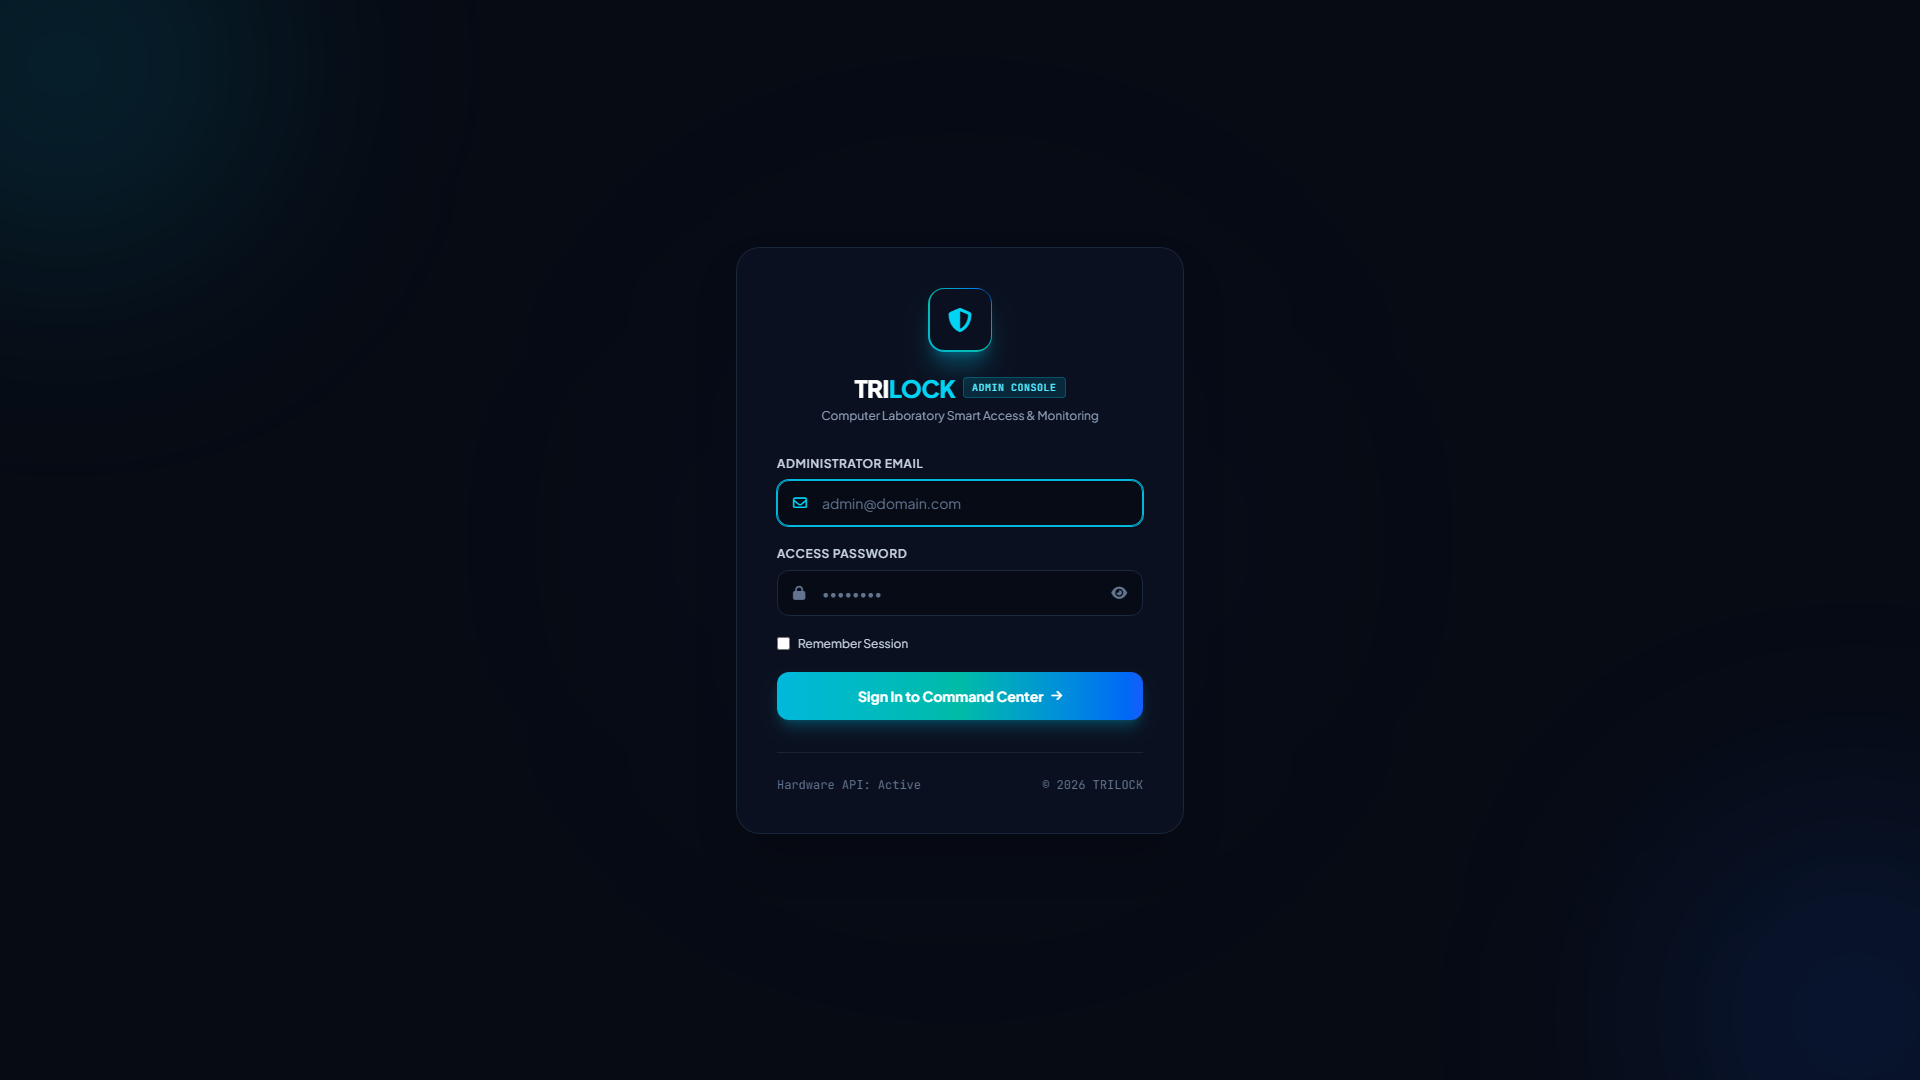 TRILOCK ADMIN CONSOLE
Computer Laboratory Smart Access & Monitoring
ADMINISTRATOR EMAIL
admin@domain.com
ACCESS PASSWORD
••••••••
Remember Session
Sign In to Command Center →
Hardware API: Active © 2026 TRILOCK